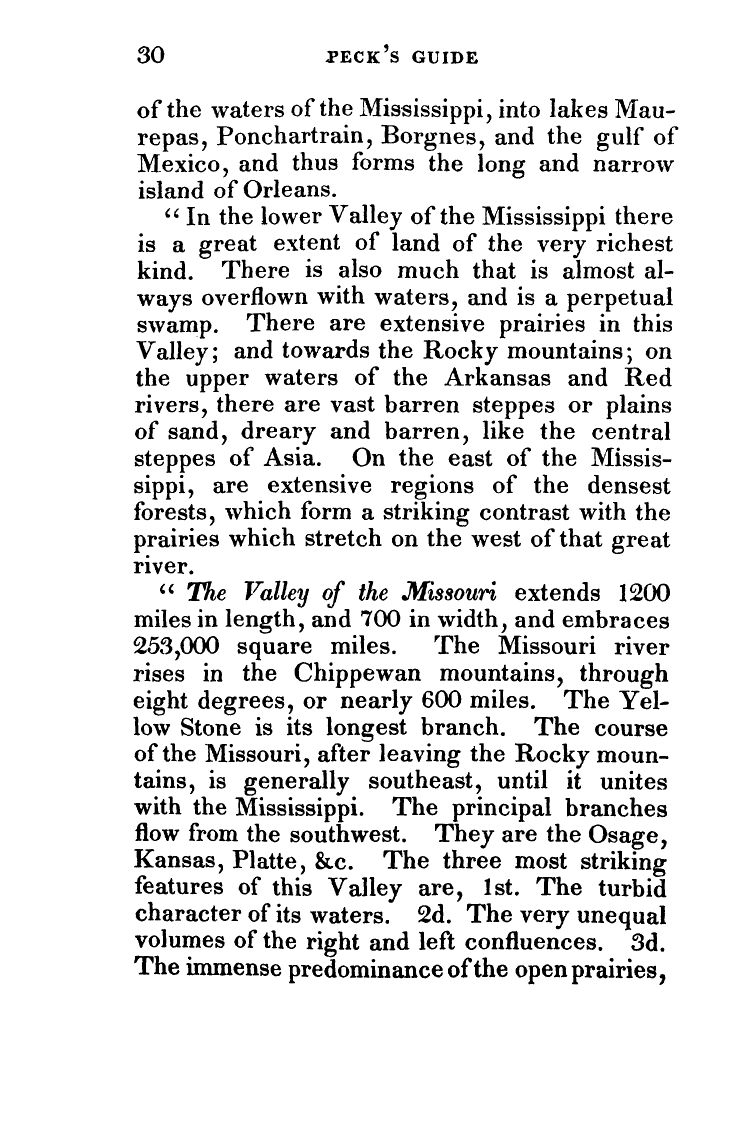 30 PECK'S GUIDE
of the waters of the Mississippi, into lakes Mau-
repas, Ponchartrain, Borgnes, and the gulf of
Mexico, and thus forms the long and narrow
island of Orleans.
“ In the lower Valley of the Mississippi there
is a great extent of land of the very richest
kind. There is also much that is almost al-
ways overflown with waters, and is a perpetual
swamp. There are extensive prairies in this
Valley; and towards the Rocky mountains; on
the upper waters of the Arkansas and Red
rivers, there are vast barren steppes or plains
of sand, dreary and barren, like the central
steppes of Asia. On the east of the Missis-
sippi, are extensive regions of the densest
forests, which form a striking contrast with the
prairies which stretch on the west of that great
river.
“ The Valley of the Missouri extends 1200
miles in length, and 700 in width, and embraces
253,000 square miles. The Missouri river
rises in the Chippewan mountains, through
eight degrees, or nearly 600 miles. The Yel-
low Stone is its longest branch. The course
of the Missouri, after leaving the Rocky moun-
tains, is generally southeast, until it unites
with the Mississippi. The principal branches
flow from the southwest. They are the Osage,
Kansas, Platte, &c. The three most striking
features of this Valley are, 1st. The turbid
character of its waters. 2d. The very unequal
volumes of the right and left confluences. 3d.
The immense predominance of the open prairies,